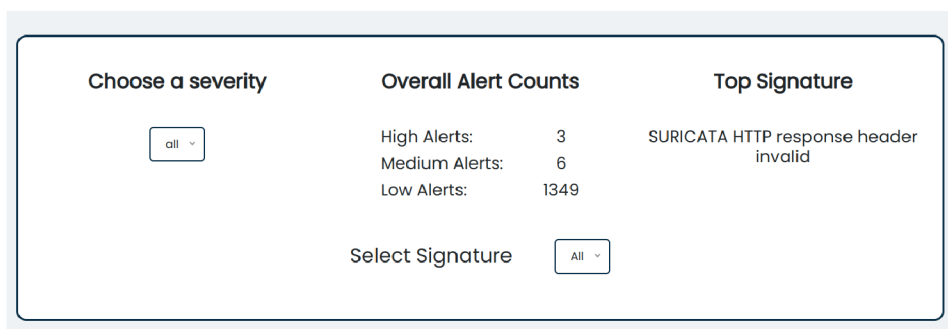 Choose a severity
all
Overall Alert Counts
High Alerts: 3
Medium Alerts: 6
Low Alerts: 1349
Top Signature
SURICATA HTTP response header
invalid
Select Signature All